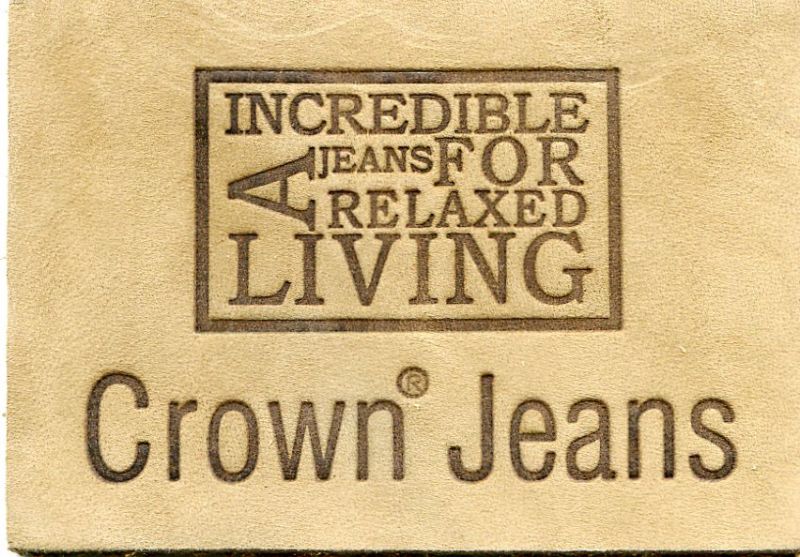 INCREDIBLE
A JEANS FOR
RELAXED
LIVING
Crown® Jeans